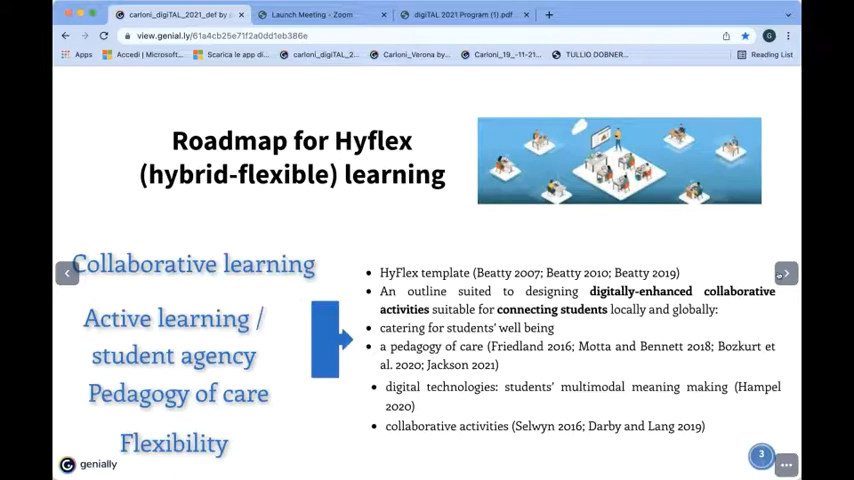 carloni_digiTAL_2021_def by c
Launch Meeting - Zoom
digiTAL 2021 Program (1).pdf
view.genial.ly/61a4cb25e71f2a0dd1eb386e
G
Apps
Accedi | Microsoft...
Scarica le app di...
carloni_digiTAL_2...
Carloni_Verona by...
Carloni_19_-11-21...
TULLIO DOBNER...
Reading List
Roadmap for Hyflex
(hybrid-flexible) learning
Collaborative learning
Active learning /
student agency
Pedagogy of care
Flexibility
• HyFlex template (Beatty 2007; Beatty 2010; Beatty 2019)
• An outline suited to designing digitally-enhanced collaborative
activities suitable for connecting students locally and globally:
• catering for students' well being
• a pedagogy of care (Friedland 2016; Motta and Bennett 2018; Bozkurt et
al. 2020; Jackson 2021)
• digital technologies: students' multimodal meaning making (Hampel
2020)
• collaborative activities (Selwyn 2016; Darby and Lang 2019)
genially
3